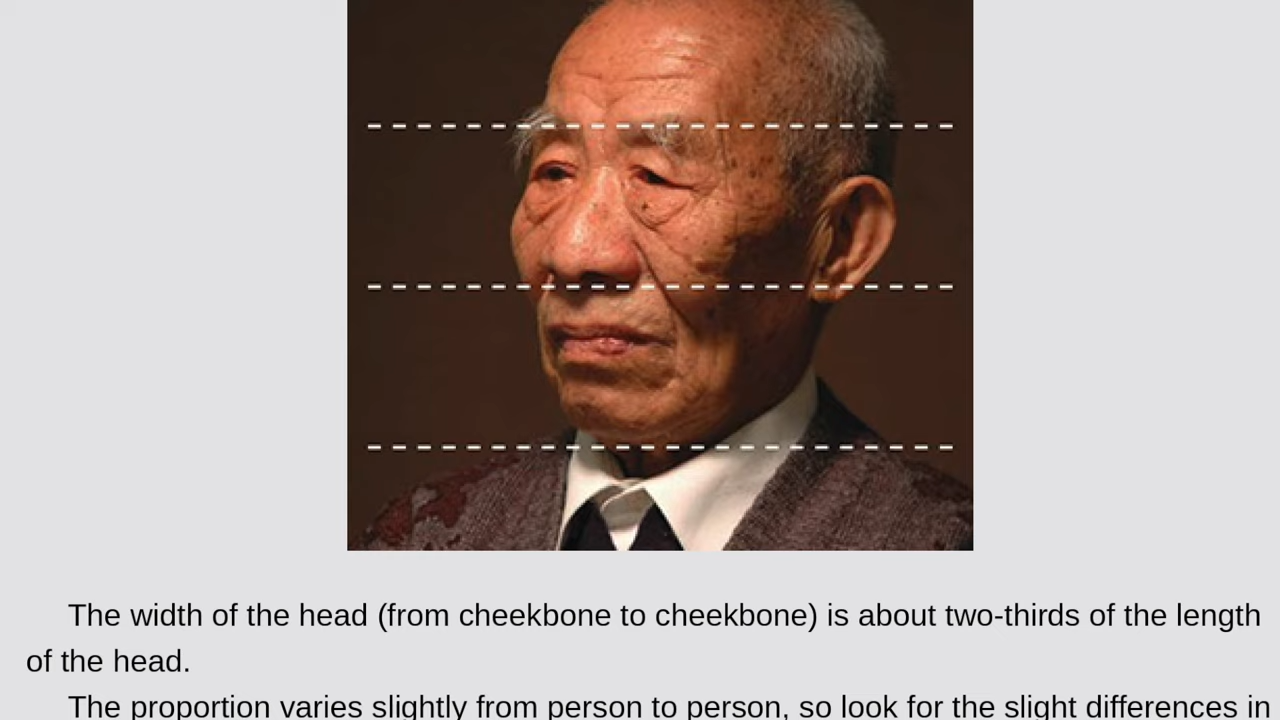 The width of the head (from cheekbone to cheekbone) is about two-thirds of the length
of the head.
The proportion varies slightly from person to person, so look for the slight differences in